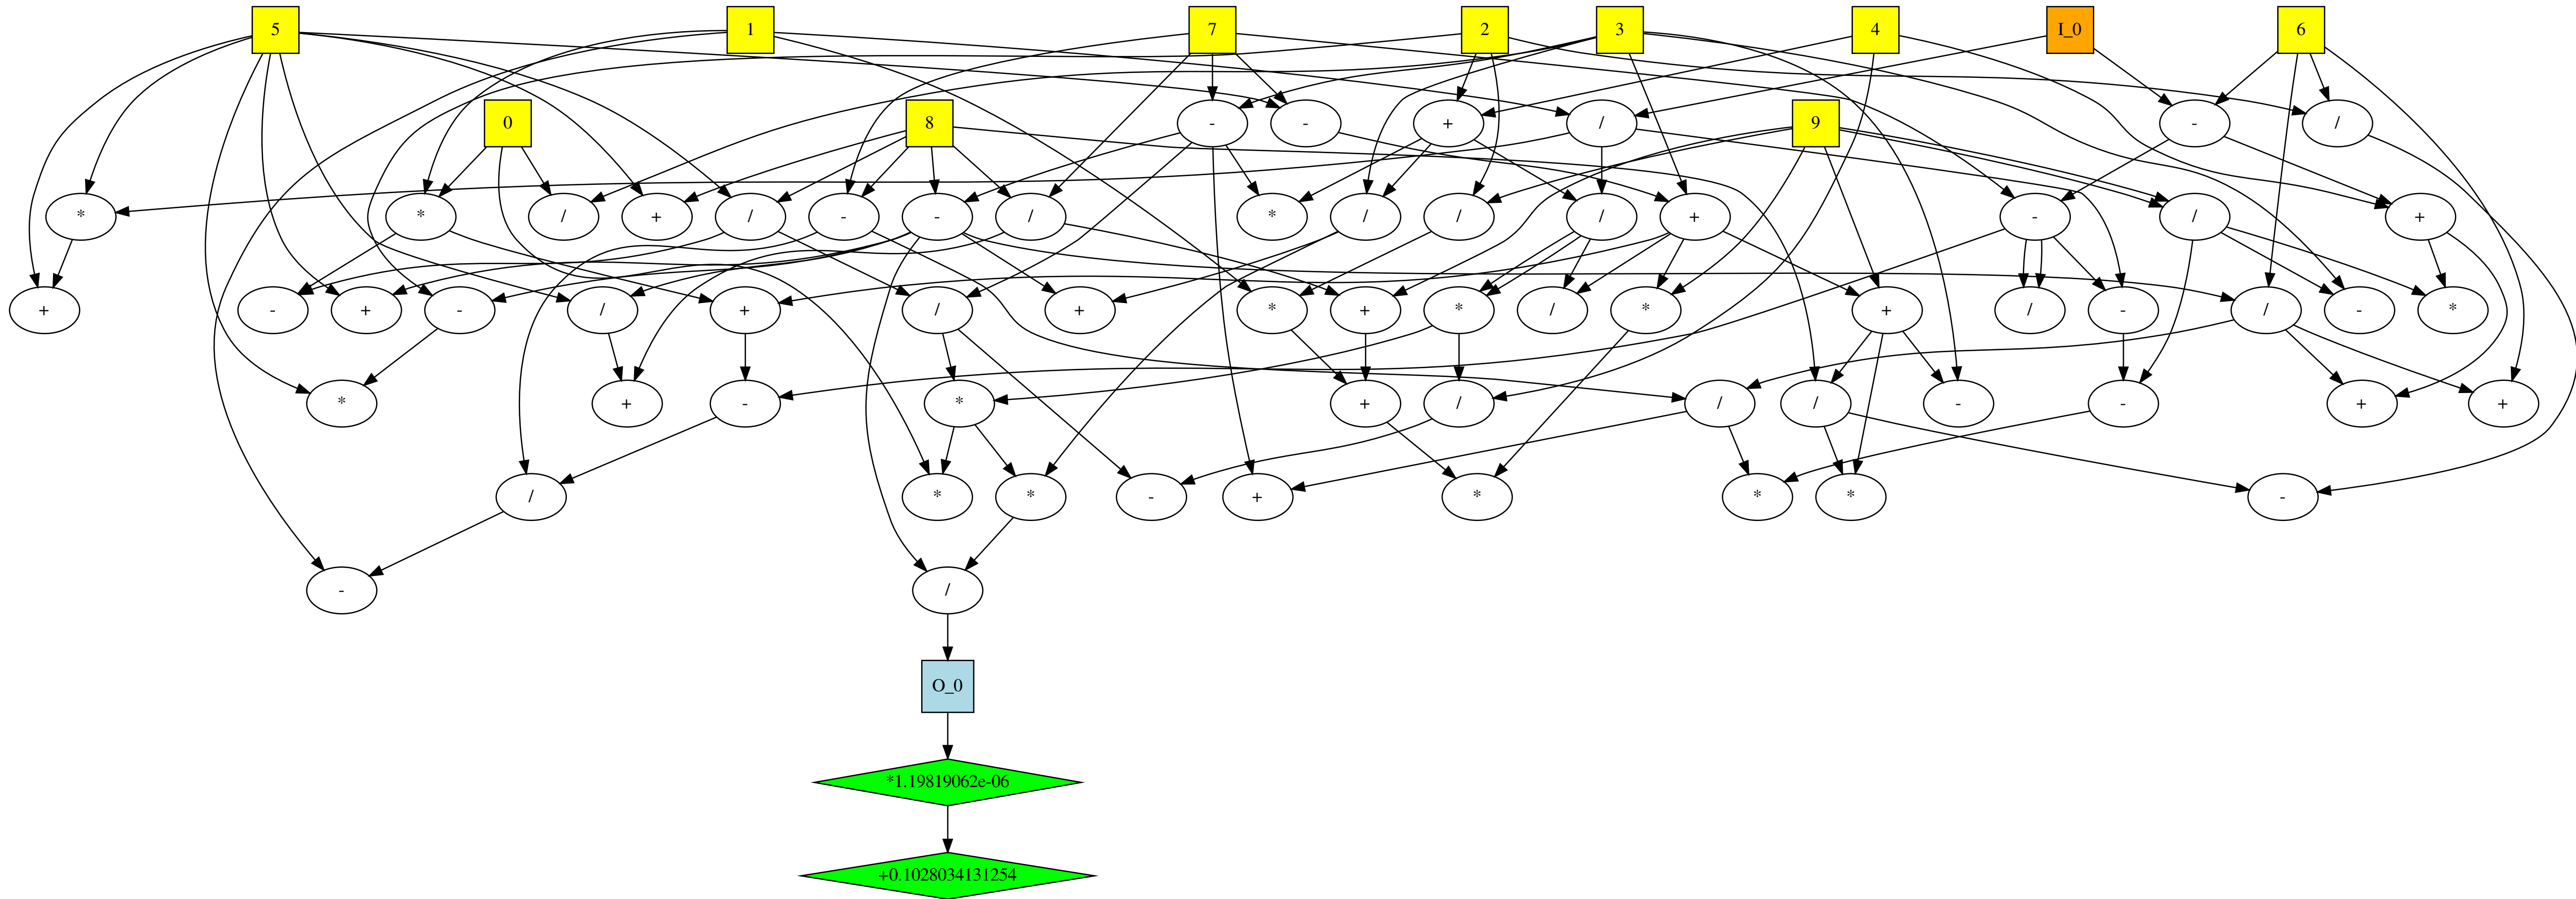 5 1 7 2 3 4 I_0 6
0 8 - - + / 9 - /
* * / + / - - / * / / / + - / +
+ - + - / + / + * + * / * + / - / - *
* + - * + / / / - - + +
/ * * - + * * * -
- /
O_0
*1.19819062e-06
+0.1028034131254